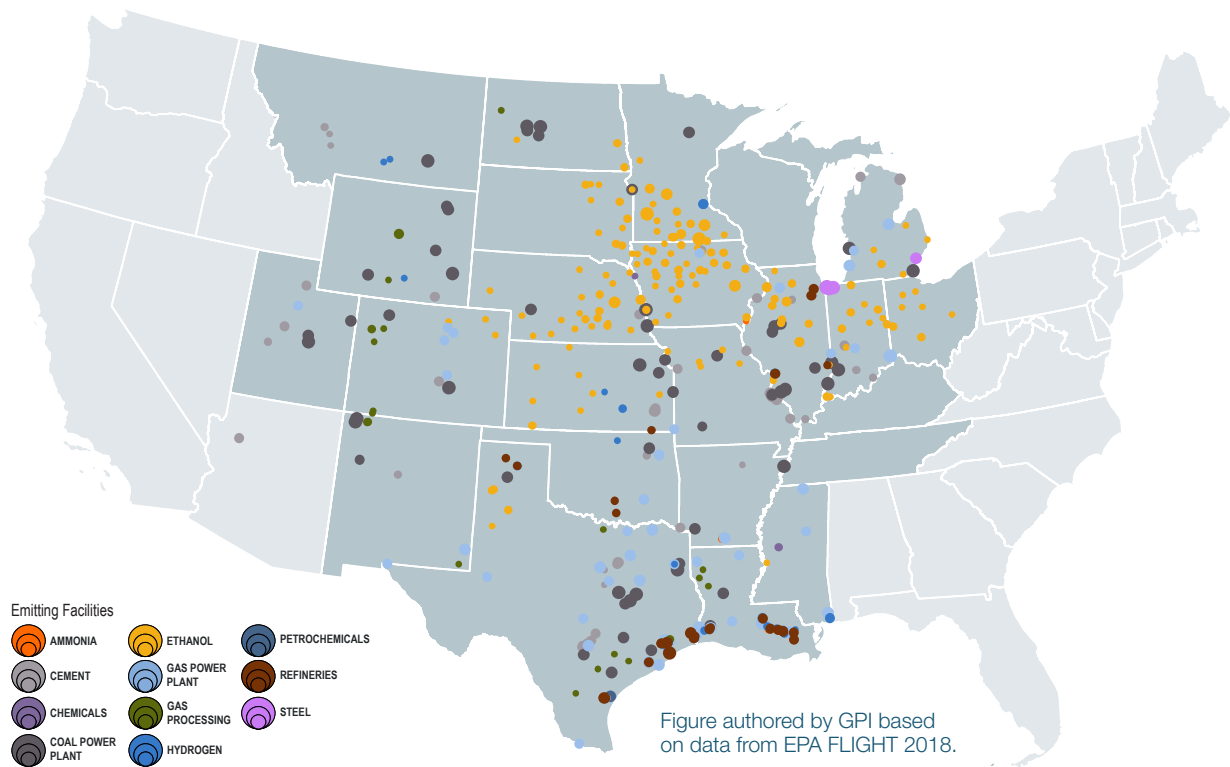 Emitting Facilities
AMMONIA
CEMENT
CHEMICALS
COAL POWER
PLANT
ETHANOL
GAS POWER
PLANT
GAS
PROCESSING
HYDROGEN
PETROCHEMICALS
REFINERIES
STEEL
Figure authored by GPI based
on data from EPA FLIGHT 2018.